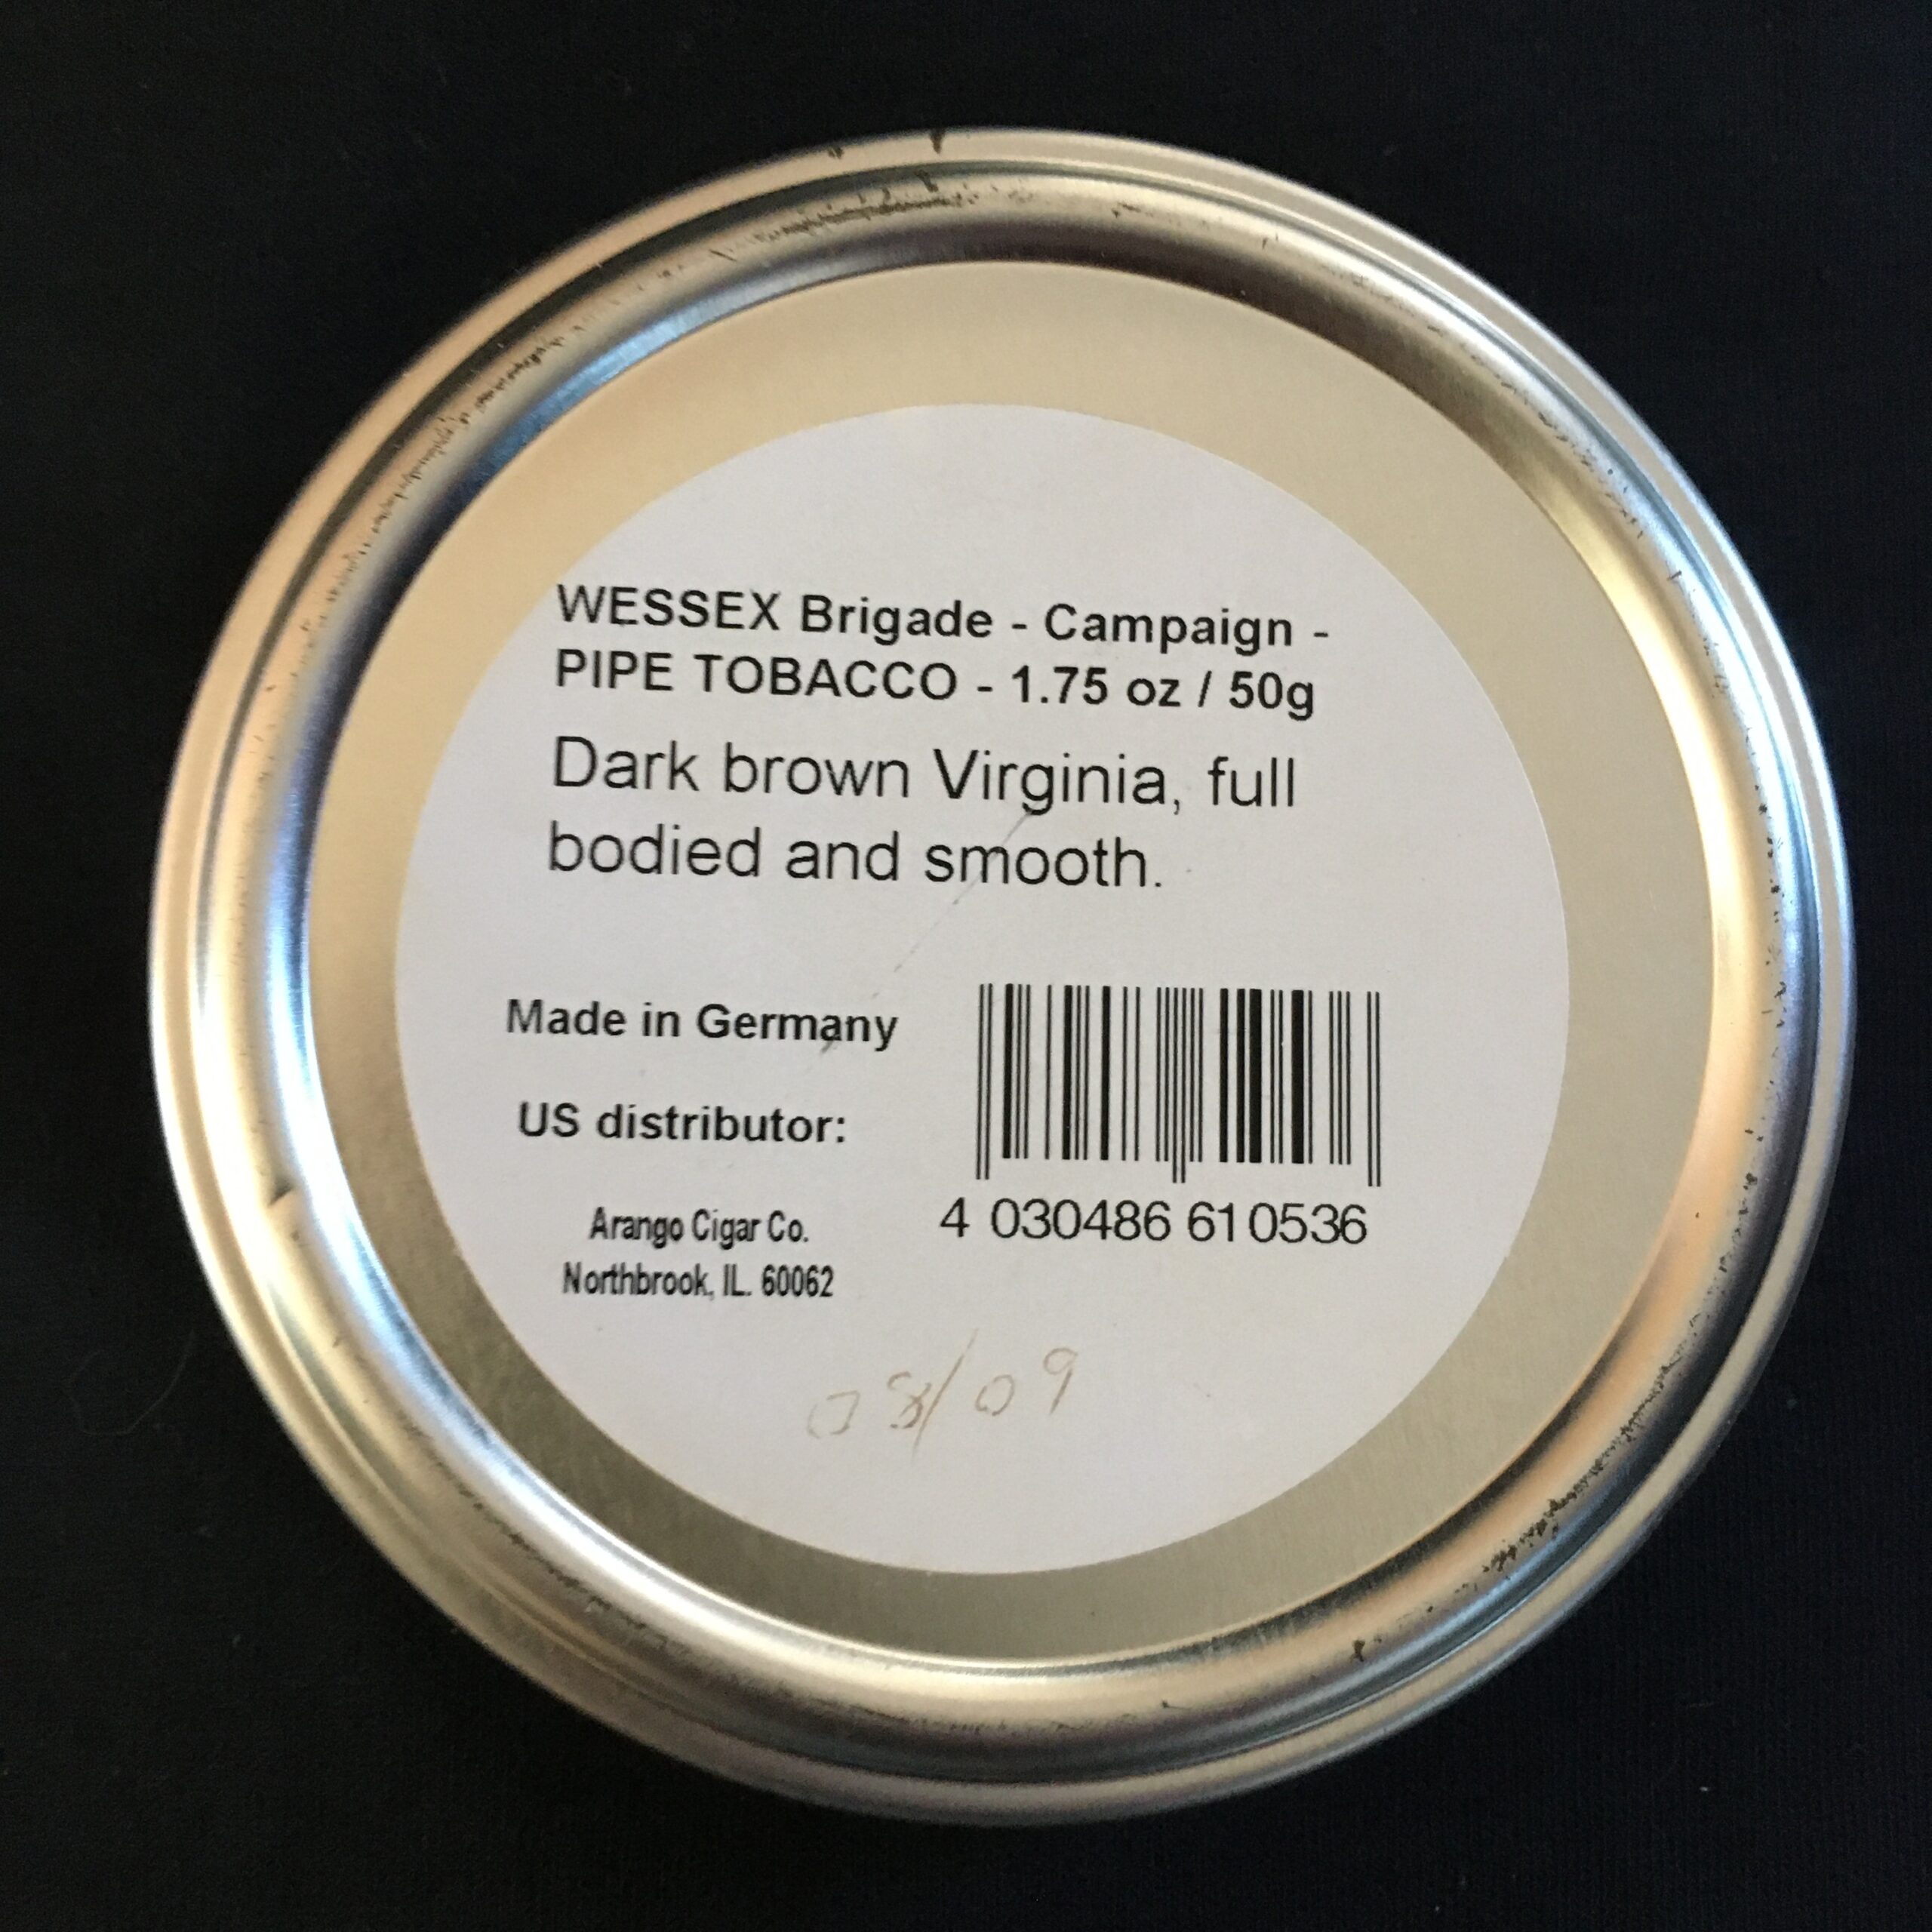 WESSEX Brigade - Campaign -
PIPE TOBACCO - 1.75 oz / 50g
Dark brown Virginia, full
bodied and smooth.
Made in Germany
US distributor:
Arango Cigar Co.
Northbrook, IL. 60062
4 030486 610536
08/09